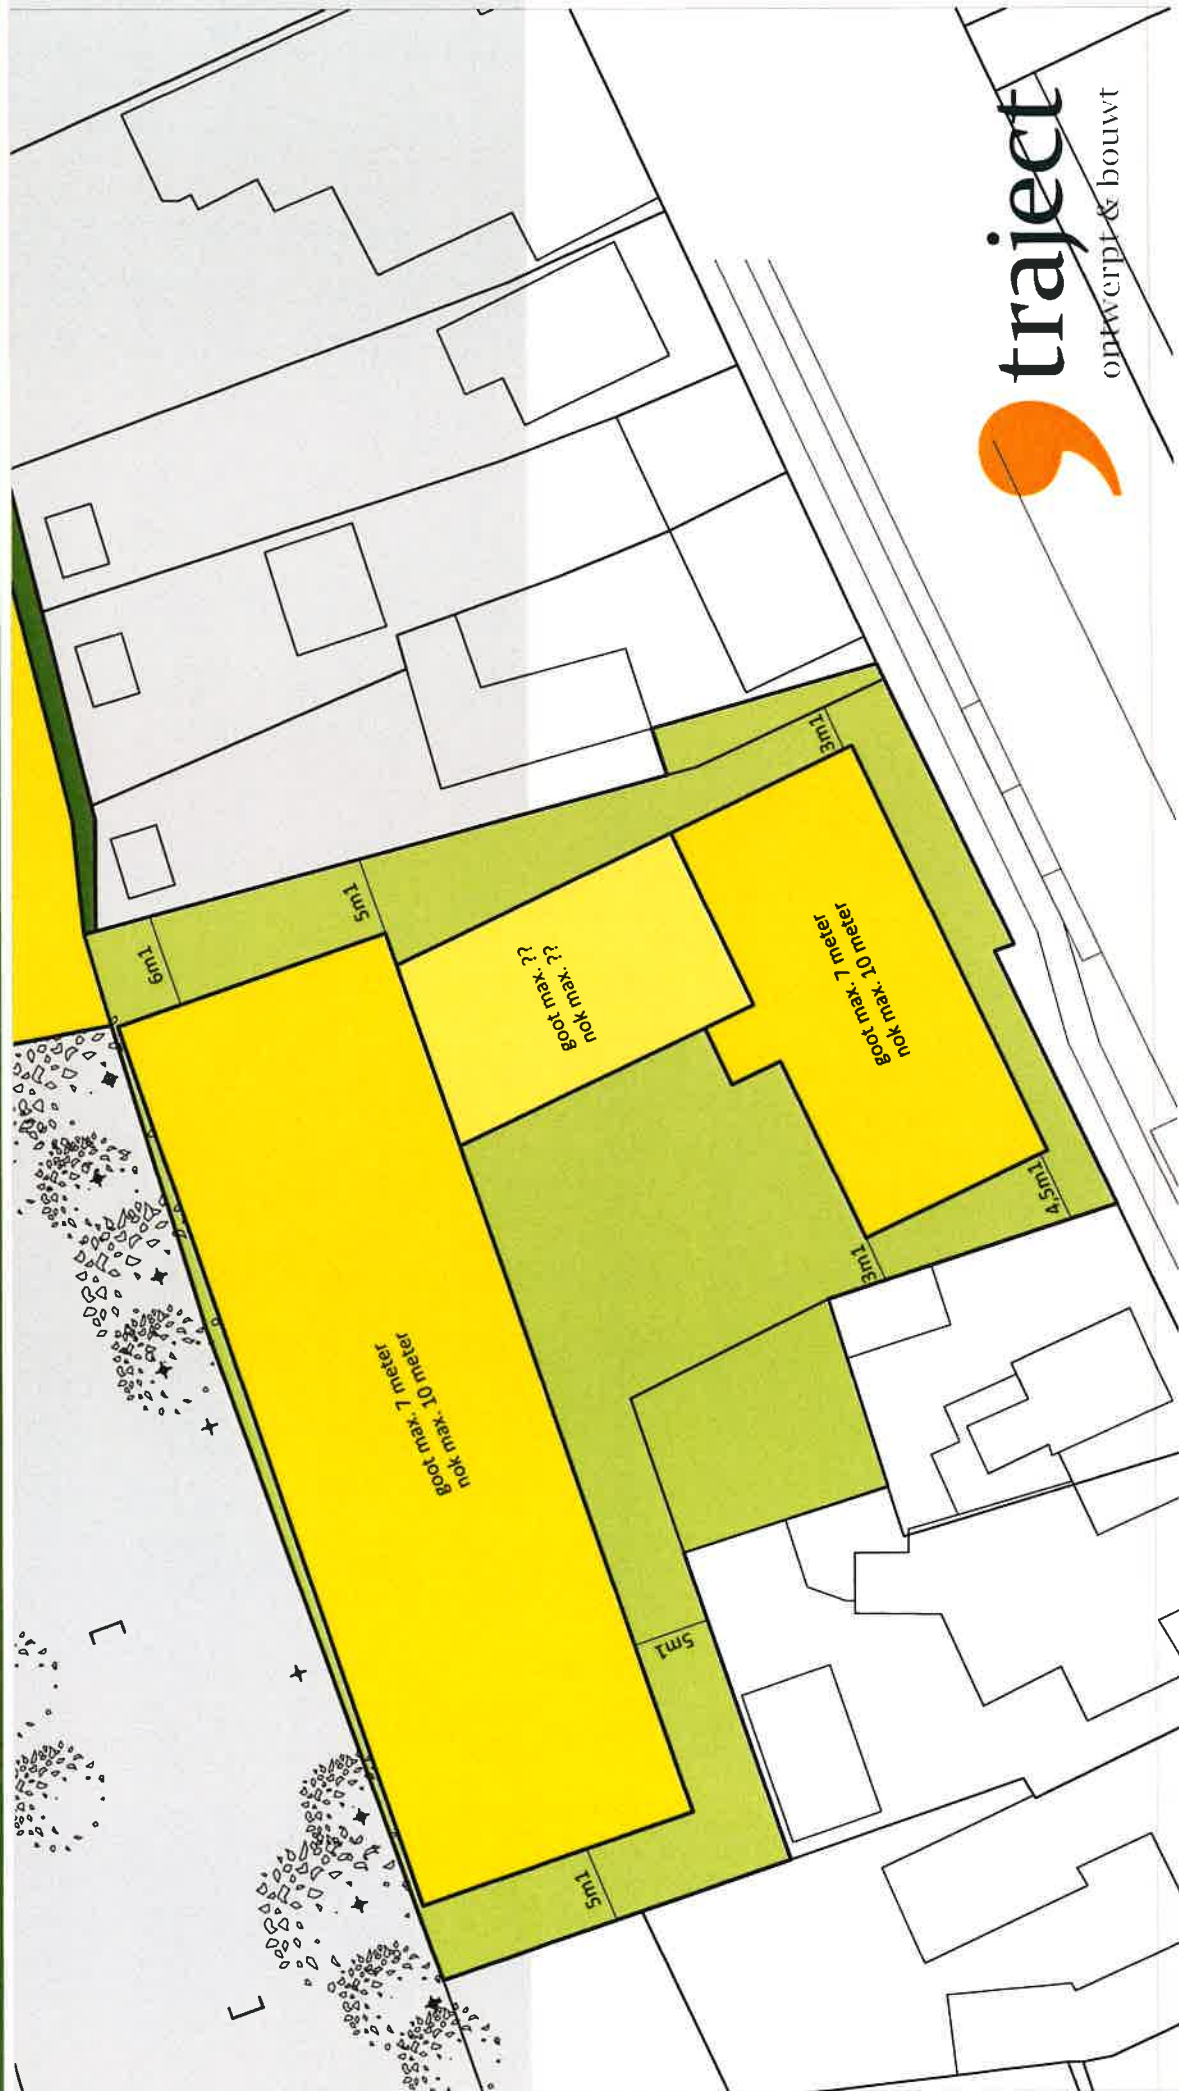 traject
ontwerpt & bouwt
6m1
5m1
goot max. ??
nok max. ??
3m1
goot max. 7 meter
nok max. 10 meter
goot max. 7 meter
nok max. 10 meter
3m1
4,5m1
5m1
5m1